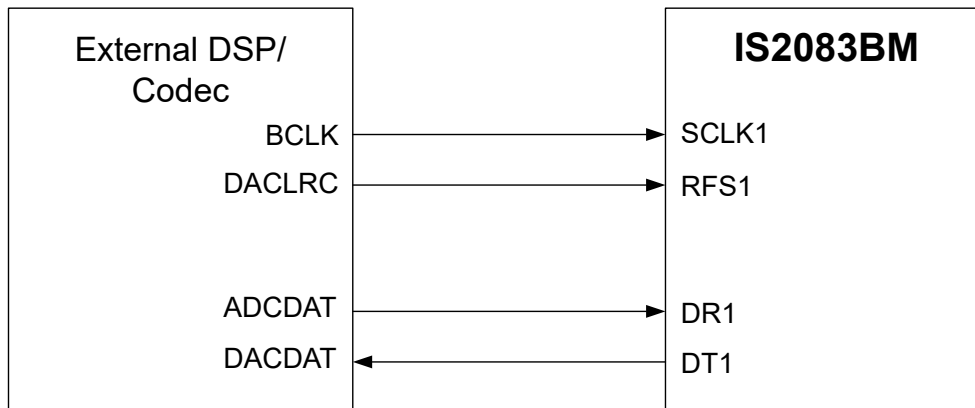 External DSP/
Codec
IS2083BM
BCLK
SCLK1
DACLRC
RFS1
ADCDAT
DR1
DACDAT
DT1